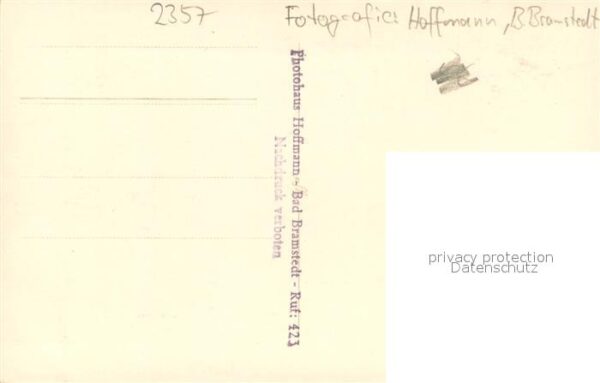 2357
Fotografie: Hoffmann, B. Bramstedt
Photohaus Hoffmann - Bad Bramstedt - Ruf: 423
Nachdruck verboten
privacy protection
Datenschutz